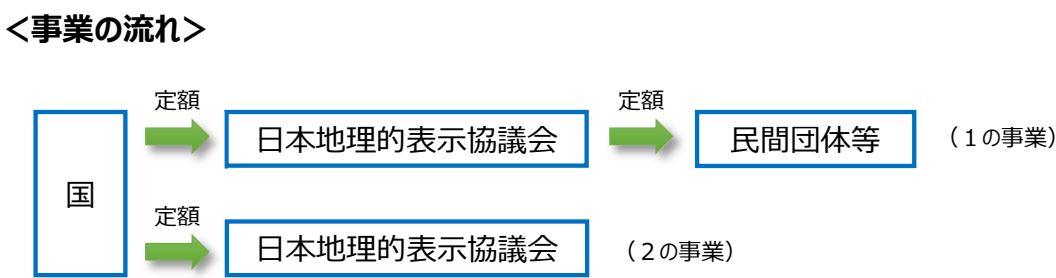 ＜事業の流れ＞
定額 定額
国 日本地理的表示協議会 民間団体等 （１の事業）
定額
日本地理的表示協議会 （２の事業）